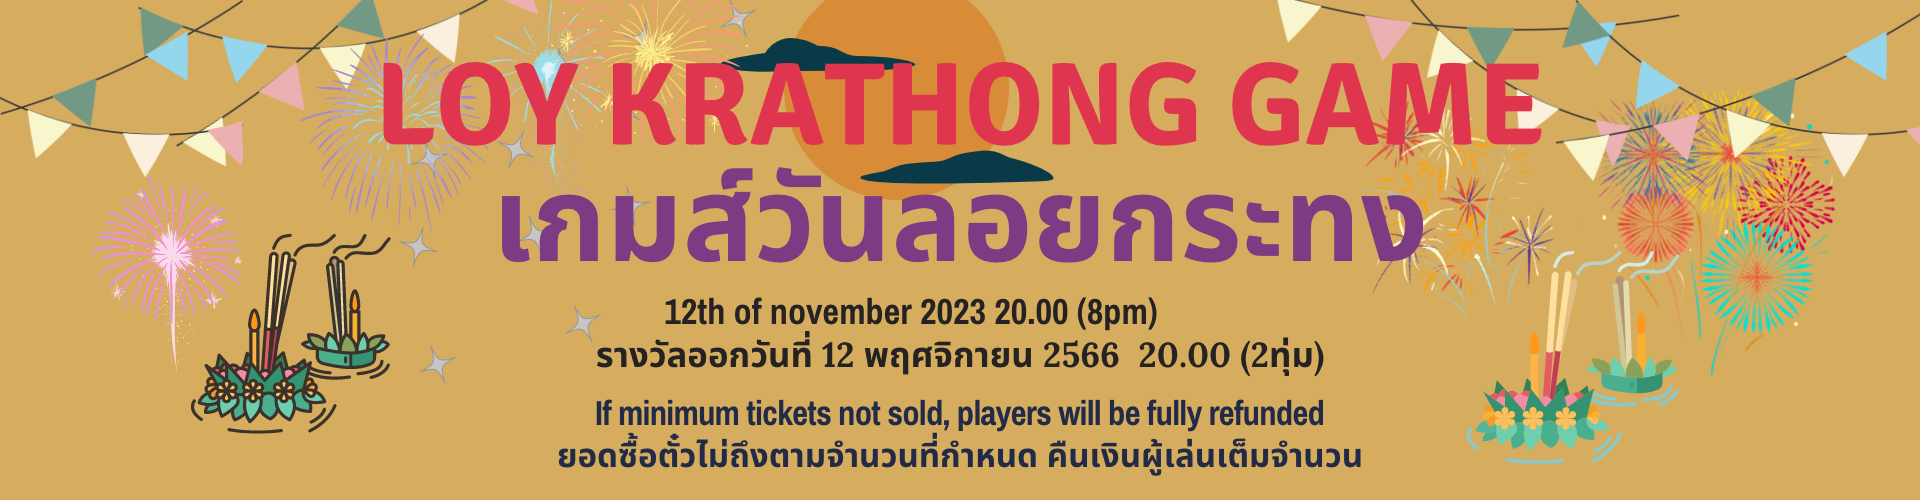 LOY KRATHONG GAME
เกมส์วันลอยกระทง
12th of november 2023 20.00 (8pm)
รางวัลออกวันที่ 12 พฤศจิกายน 2566  20.00 (2ทุ่ม)
If minimum tickets not sold, players will be fully refunded
ยอดซื้อตั๋วไม่ถึงตามจำนวนที่กำหนด คืนเงินผู้เล่นเต็มจำนวน